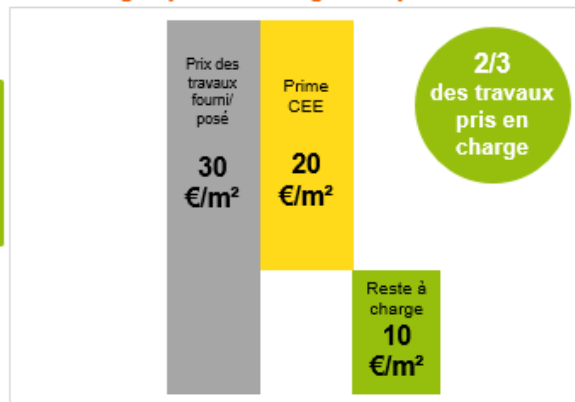 Prix des
travaux
fourni/
posé
30
€/m²
Prime
CEE
20
€/m²
2/3
des travaux
pris en
charge
Reste à
charge
10
€/m²